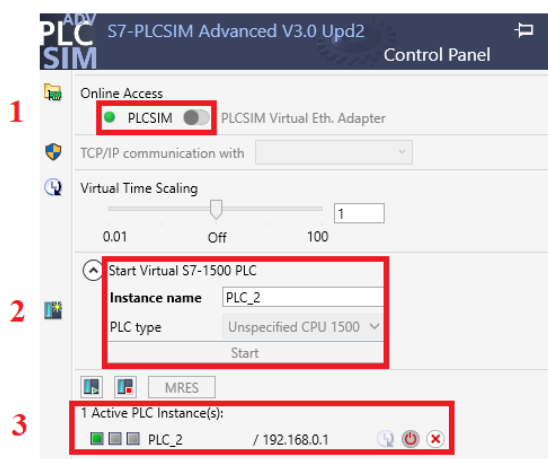 ADV
PLC
SIM
S7-PLCSIM Advanced V3.0 Upd2
Control Panel
1
Online Access
PLCSIM
PLCSIM Virtual Eth. Adapter
TCP/IP communication with
Virtual Time Scaling
1
0.01 Off 100
Start Virtual S7-1500 PLC
2
Instance name PLC_2
PLC type Unspecified CPU 1500
Start
MRES
3
1 Active PLC Instance(s):
PLC_2 / 192.168.0.1